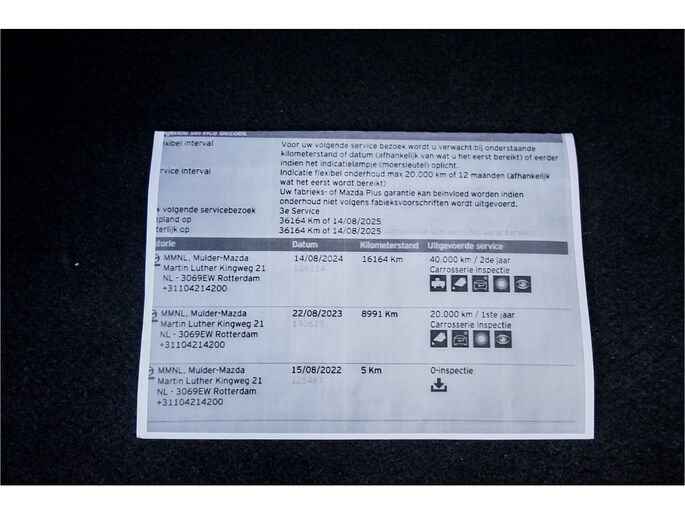 service bezoek
xibel interval Voor uw volgende service bezoek wordt u verwacht bij onderstaande
kilometerstand of datum (afhankelijk van wat u het eerst bereikt) of eerder
indien het indicatielampje (moersleutel) oplicht.
rvice interval Indicatie flexibel onderhoud max 20.000 km of 12 maanden (afhankelijk
wat het eerst wordt bereikt)
Uw fabrieks- of Mazda Plus garantie kan beinvloed worden indien
onderhoud niet volgens fabieksvoorschriften wordt uitgevoerd.
w volgende servicebezoek 3e Service
pland op 36164 Km of 14/08/2025
terlijk op 36164 Km of 14/08/2025
torie Datum Kilometerstand Uitgevoerde service
MMNL, Mulder-Mazda 14/08/2024 16164 Km 40.000 km / 2de jaar
Martin Luther Kingweg 21 Carrosserie inspectie
NL - 3069EW Rotterdam
+31104214200
MMNL, Mulder-Mazda 22/08/2023 8991 Km 20.000 km / 1ste jaar
Martin Luther Kingweg 21 Carrosserie inspectie
NL - 3069EW Rotterdam
+31104214200
MMNL, Mulder-Mazda 15/08/2022 5 Km 0-inspectie
Martin Luther Kingweg 21
NL - 3069EW Rotterdam
+31104214200